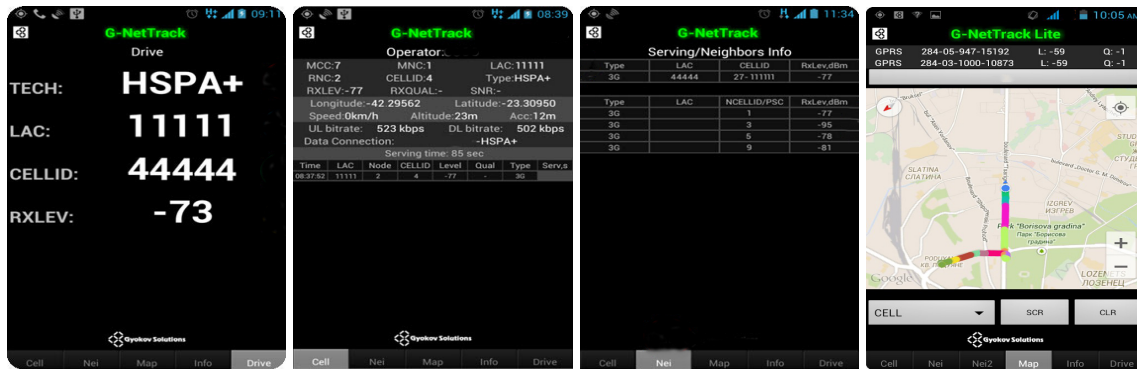 09:11
G-NetTrack
Drive
TECH: HSPA+
LAC: 11111
CELLID: 44444
RXLEV: -73
Gyokov Solutions
Cell Nei Map Info Drive
08:39
G-NetTrack
Operator:
MCC:7 MNC:1 LAC:11111
RNC:2 CELLID:4 Type:HSPA+
RXLEV:-77 RXQUAL:- SNR:-
Longitude:-42.29562 Latitude:-23.30950
Speed:0km/h Altitude:23m Acc:12m
UL bitrate: 523 kbps DL bitrate: 502 kbps
Data Connection: -HSPA+
Serving time: 85 sec
Time LAC Node CELLID Level Qual Type Serv,s
08:37:52 11111 2 4 -77 - 3G
Gyokov Solutions
Cell Nei Map Info Drive
H 11:34
G-NetTrack
Serving/Neighbors Info
Type LAC CELLID RxLev,dBm
3G 44444 27-111111 -77
Type LAC NCELLID/PSC RxLev,dBm
3G 1 -77
3G 3 -95
3G 5 -78
3G 9 -81
Cell Nei Map Info Drive
10:05 AM
G-NetTrack Lite
GPRS 284-05-947-15192 L: -59 Q: -1
GPRS 284-03-1000-10873 L: -59 Q: -1
SLATINA
СЛАТИНА
IZGREV
ИЗГРЕВ
Park "Borisova gradina"
Парк "Борисова
градина"
LOZENETS
ЛОЗЕНЕЦ
Google
+
−
CELL SCR CLR
Gyokov Solutions
Cell Nei Nei2 Map Info Drive